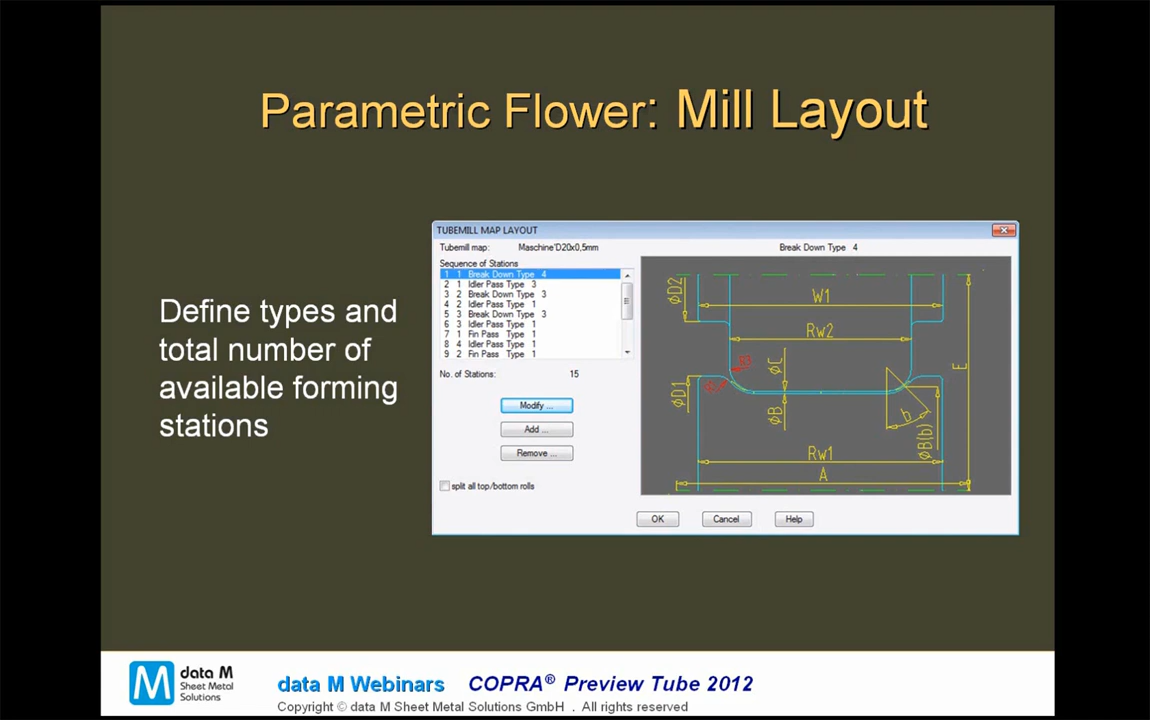 Parametric Flower: Mill Layout
Define types and
total number of
available forming
stations
TUBEMILL MAP LAYOUT
Tubemill map: Maschine'D20x0,5mm
Break Down Type 4
Sequence of Stations
1 1 Break Down Type 4
2 1 Idler Pass Type 3
3 2 Break Down Type 3
4 2 Idler Pass Type 1
5 3 Break Down Type 3
6 3 Idler Pass Type 1
7 1 Fin Pass Type 1
8 4 Idler Pass Type 1
9 2 Fin Pass Type 1
No. of Stations: 15
Modify ...
Add ...
Remove ...
split all top/bottom rolls
OK
Cancel
Help
øD2
W1
Rw2
øC
E
øD1
øB
b
øB(b)
Rw1
A
data M
Sheet Metal
Solutions
data M Webinars COPRA® Preview Tube 2012
Copyright © data M Sheet Metal Solutions GmbH . All rights reserved